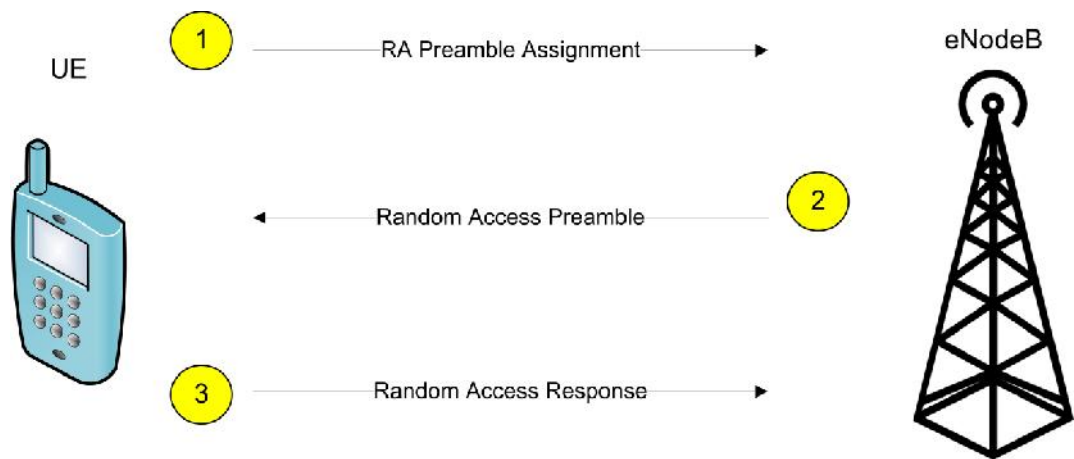 1
RA Preamble Assignment
eNodeB
UE
2
Random Access Preamble
3
Random Access Response